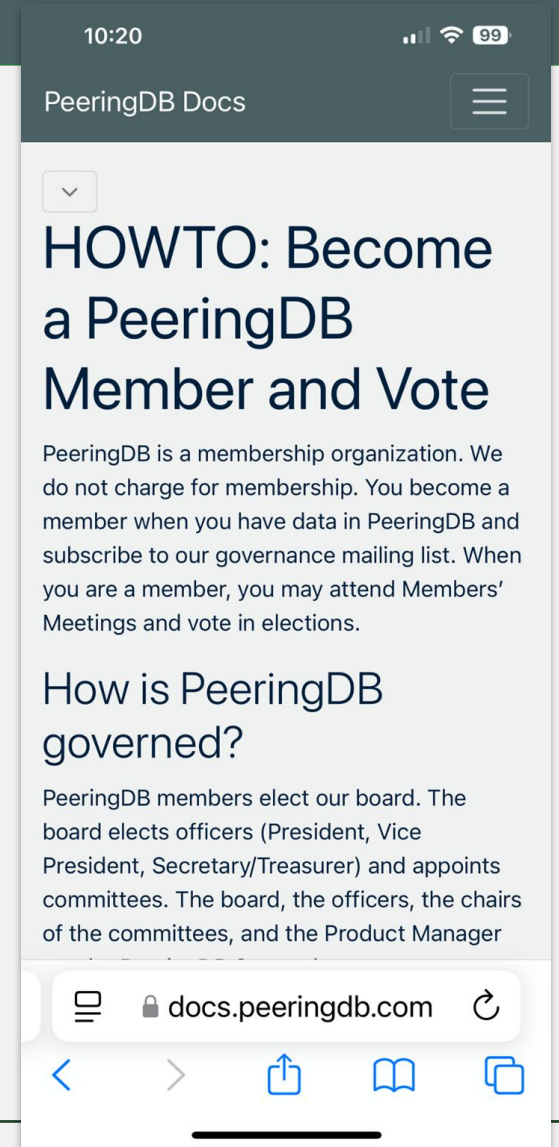 10:20
99
PeeringDB Docs
HOWTO: Become
a PeeringDB
Member and Vote
PeeringDB is a membership organization. We
do not charge for membership. You become a
member when you have data in PeeringDB and
subscribe to our governance mailing list. When
you are a member, you may attend Members’
Meetings and vote in elections.
How is PeeringDB
governed?
PeeringDB members elect our board. The
board elects officers (President, Vice
President, Secretary/Treasurer) and appoints
committees. The board, the officers, the chairs
of the committees, and the Product Manager
docs.peeringdb.com